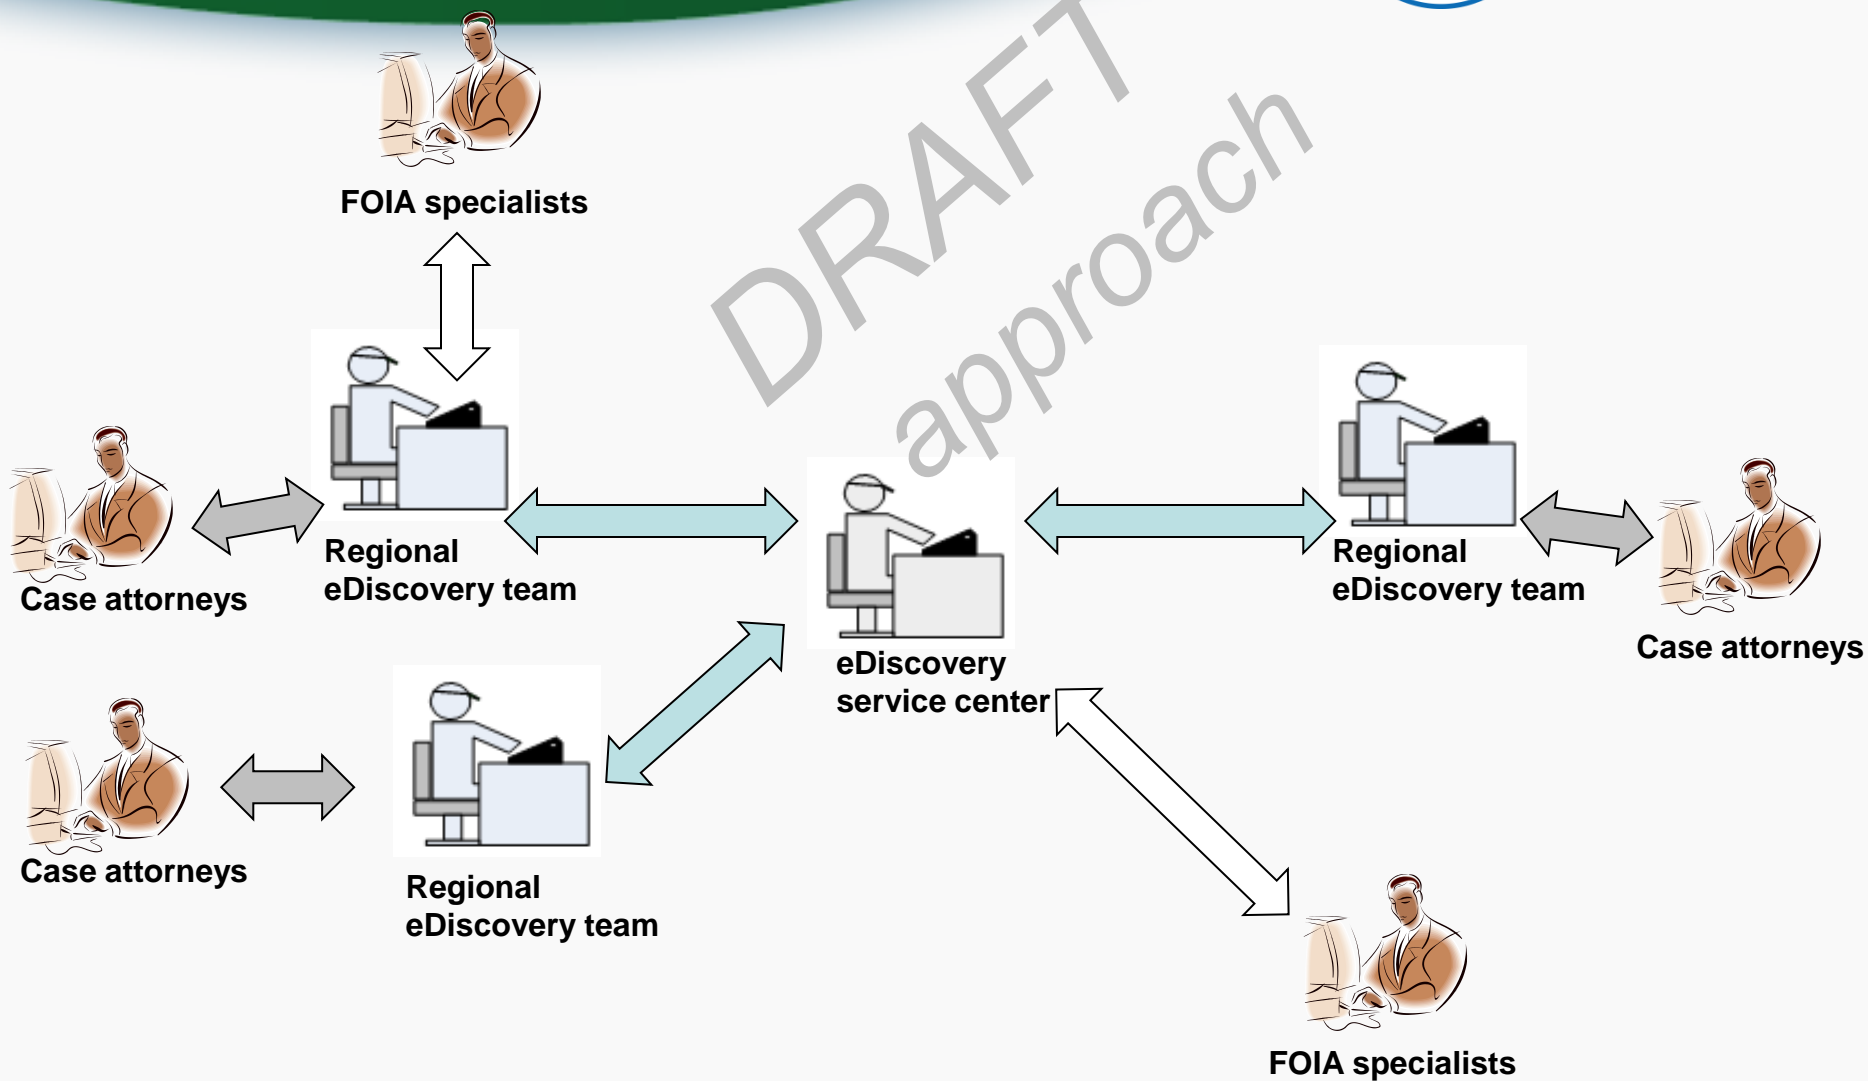 DRAFT
approach
FOIA specialists
Regional
eDiscovery team
Case attorneys
Regional
eDiscovery team
Case attorneys
eDiscovery
service center
Case attorneys
Regional
eDiscovery team
FOIA specialists